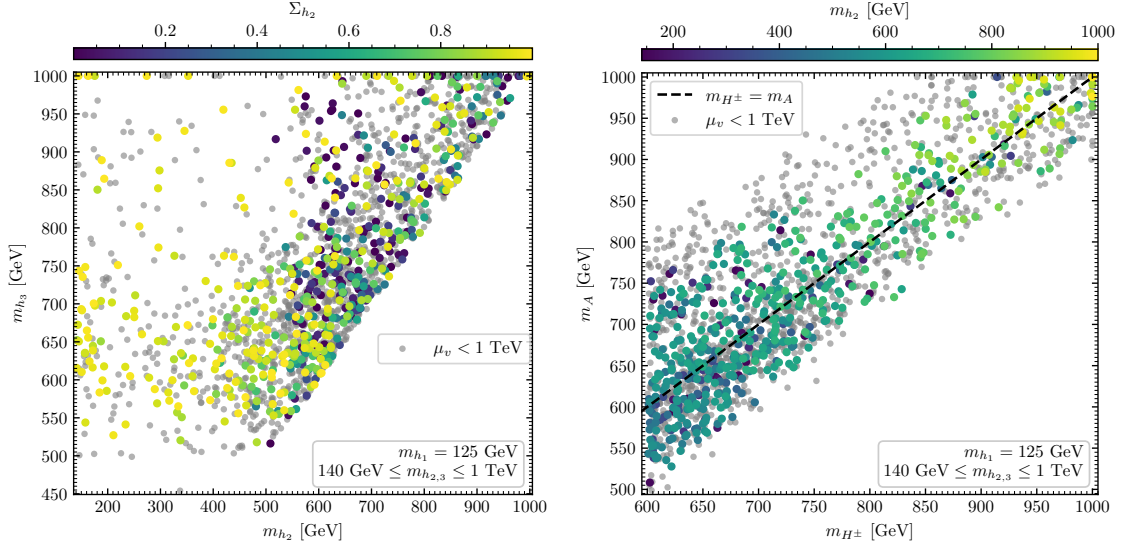 Σ_{h_2}
0.2 0.4 0.6 0.8
m_{h_3} [GeV]
1000
950
900
850
800
750
700
650
600
550
500
450
μ_v < 1 TeV
m_{h_1} = 125 GeV
140 GeV ≤ m_{h_{2,3}} ≤ 1 TeV
200 300 400 500 600 700 800 900 1000
m_{h_2} [GeV]
m_{h_2} [GeV]
200 400 600 800 1000
m_A [GeV]
1000
950
900
850
800
750
700
650
600
550
500
m_{H^±} = m_A
μ_v < 1 TeV
m_{h_1} = 125 GeV
140 GeV ≤ m_{h_{2,3}} ≤ 1 TeV
600 650 700 750 800 850 900 950 1000
m_{H^±} [GeV]